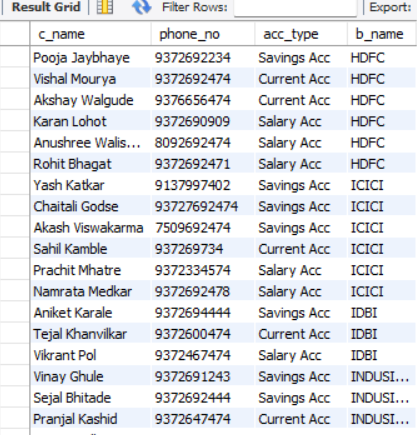 Result Grid Filter Rows: Export:
c_name phone_no acc_type b_name
Pooja Jaybhaye 9372692234 Savings Acc HDFC
Vishal Mourya 9372692474 Current Acc HDFC
Akshay Walgude 9376656474 Current Acc HDFC
Karan Lohot 9372690909 Salary Acc HDFC
Anushree Walis... 8092692474 Salary Acc HDFC
Rohit Bhagat 9372692471 Salary Acc HDFC
Yash Katkar 9137997402 Savings Acc ICICI
Chaitali Godse 93727692474 Savings Acc ICICI
Akash Viswakarma 7509692474 Savings Acc ICICI
Sahil Kamble 937269734 Current Acc ICICI
Prachit Mhatre 9372334574 Salary Acc ICICI
Namrata Medkar 9372692478 Salary Acc ICICI
Aniket Karale 9372694444 Savings Acc IDBI
Tejal Khanvilkar 9372600474 Current Acc IDBI
Vikrant Pol 9372467474 Salary Acc IDBI
Vinay Ghule 9372691243 Savings Acc INDUSI...
Sejal Bhitade 9372692444 Savings Acc INDUSI...
Pranjal Kashid 9372647474 Current Acc INDUSI...